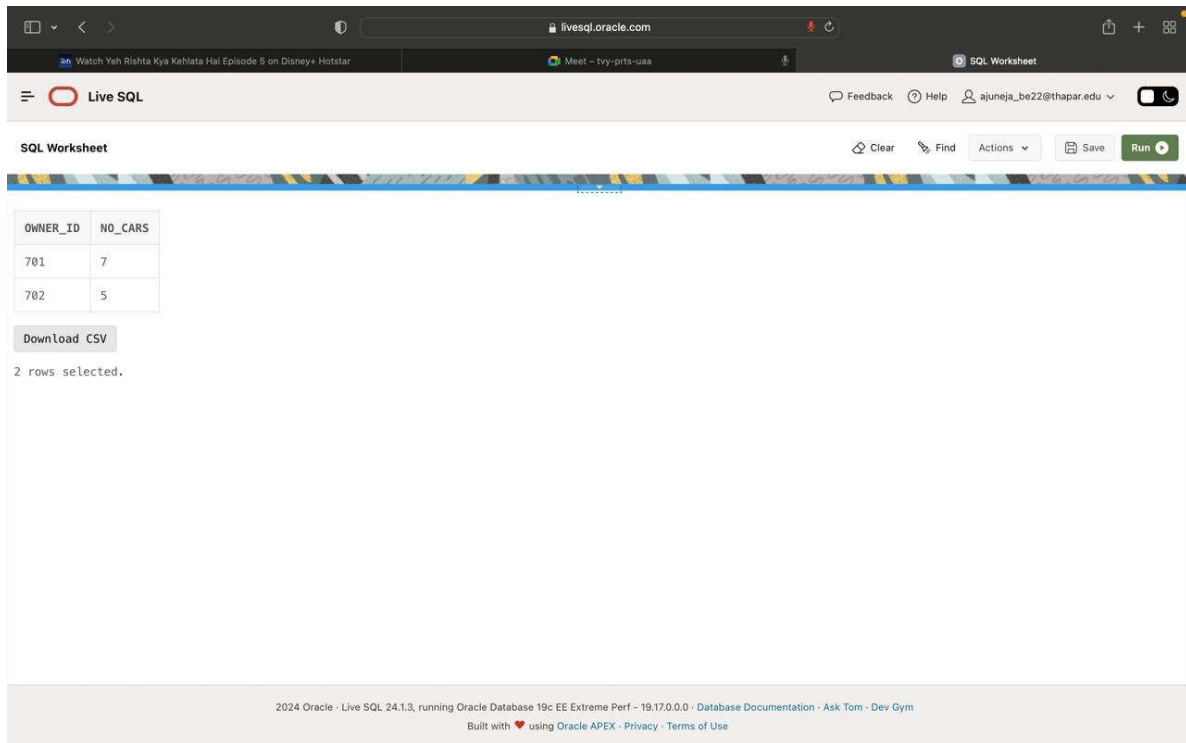 livesql.oracle.com
Watch Yeh Rishta Kya Kehlata Hai Episode 5 on Disney+ Hotstar
Meet – tvy-prts-uaa
SQL Worksheet
Live SQL
Feedback Help ajuneja_be22@thapar.edu
SQL Worksheet
Clear Find Actions Save Run
OWNER_ID NO_CARS
701 7
702 5
Download CSV
2 rows selected.
2024 Oracle · Live SQL 24.1.3, running Oracle Database 19c EE Extreme Perf - 19.17.0.0.0 · Database Documentation · Ask Tom · Dev Gym
Built with ❤ using Oracle APEX · Privacy · Terms of Use